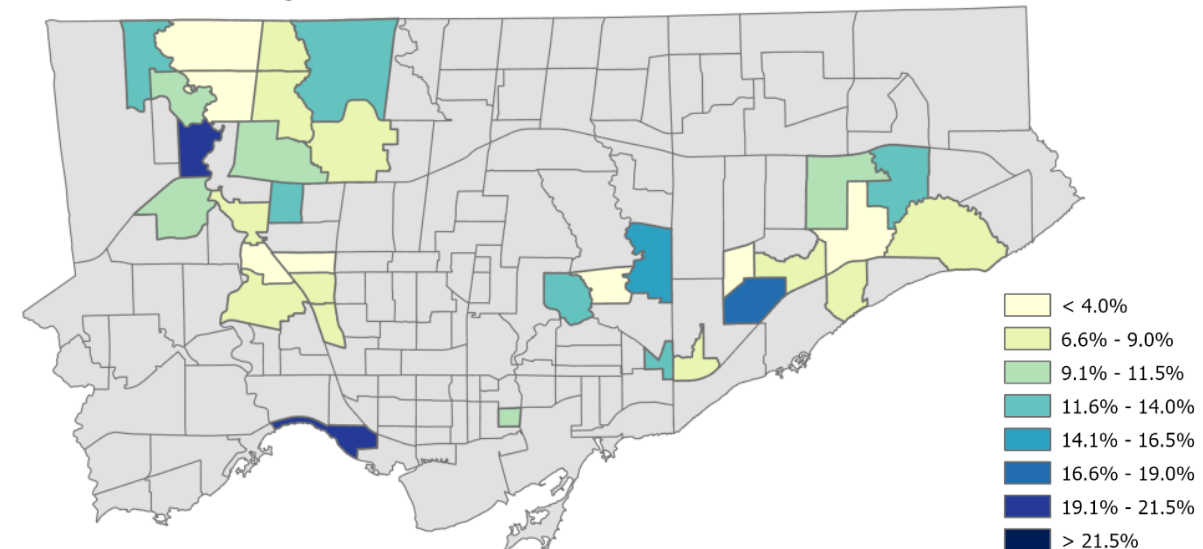 < 4.0%
6.6% - 9.0%
9.1% - 11.5%
11.6% - 14.0%
14.1% - 16.5%
16.6% - 19.0%
19.1% - 21.5%
> 21.5%